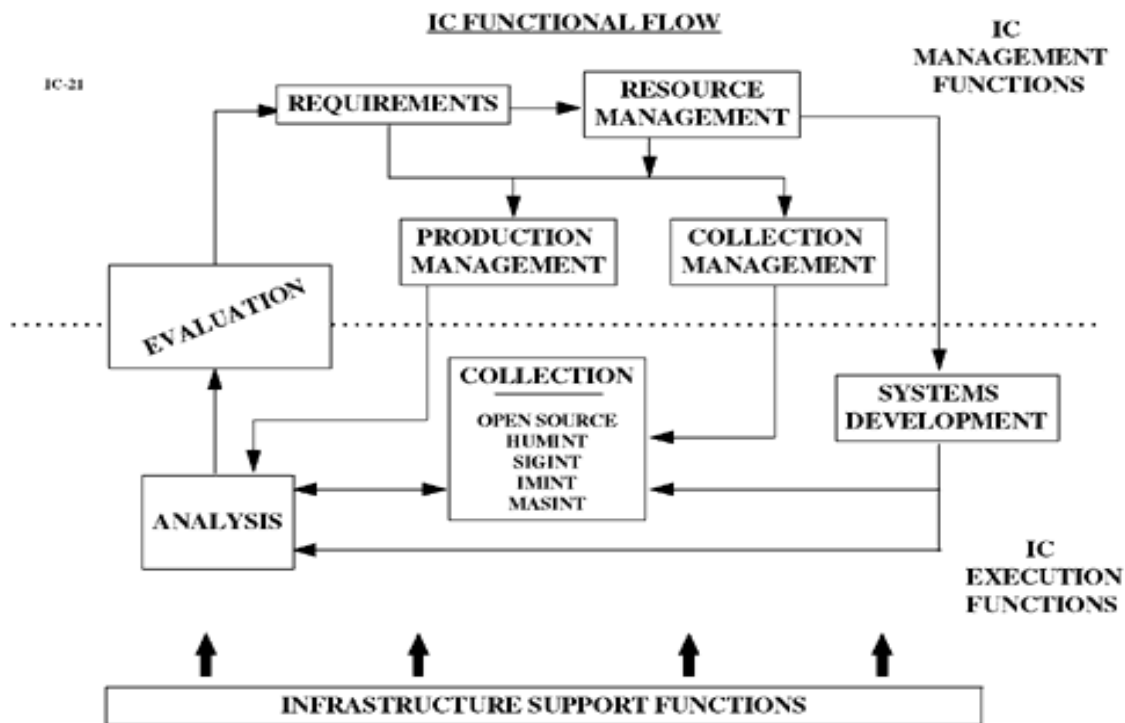 IC FUNCTIONAL FLOW
IC
MANAGEMENT
FUNCTIONS
IC-21
REQUIREMENTS
RESOURCE
MANAGEMENT
PRODUCTION
MANAGEMENT
COLLECTION
MANAGEMENT
EVALUATION
COLLECTION
OPEN SOURCE
HUMINT
SIGINT
IMINT
MASINT
SYSTEMS
DEVELOPMENT
ANALYSIS
IC
EXECUTION
FUNCTIONS
INFRASTRUCTURE SUPPORT FUNCTIONS